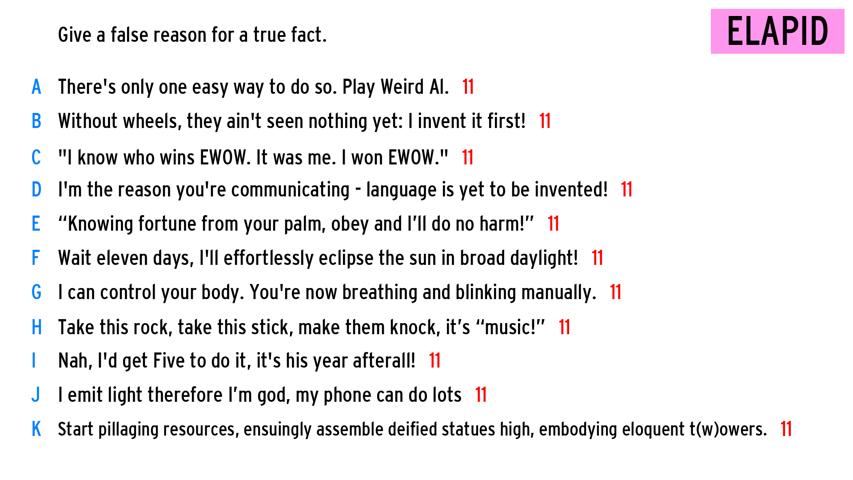 Give a false reason for a true fact.
ELAPID
A There's only one easy way to do so. Play Weird Al. 11
B Without wheels, they ain't seen nothing yet: I invent it first! 11
C "I know who wins EWOW. It was me. I won EWOW." 11
D I'm the reason you're communicating - language is yet to be invented! 11
E “Knowing fortune from your palm, obey and I’ll do no harm!” 11
F Wait eleven days, I'll effortlessly eclipse the sun in broad daylight! 11
G I can control your body. You're now breathing and blinking manually. 11
H Take this rock, take this stick, make them knock, it’s “music!” 11
I Nah, I'd get Five to do it, it's his year afterall! 11
J I emit light therefore I’m god, my phone can do lots 11
K Start pillaging resources, ensuingly assemble deified statues high, embodying eloquent t(w)owers. 11